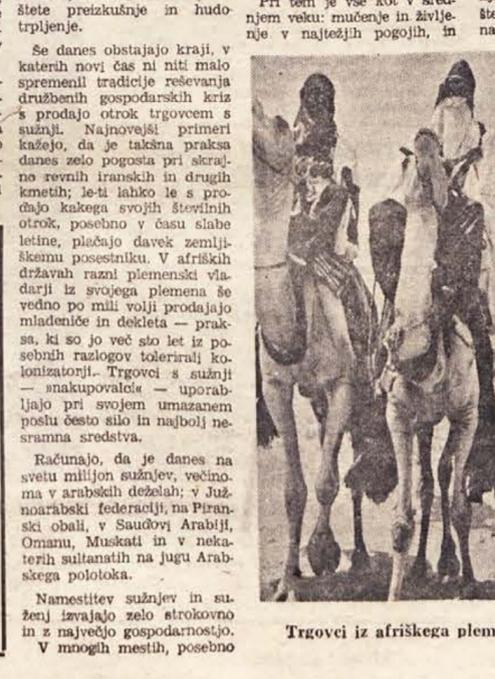 štete preizkušnje in hudo-
trpljenje.
Še danes obstajajo kraji, v
katerih novi čas ni niti malo
spremenil tradicije reševanja
družbenih gospodarskih kriz
s prodajo otrok trgovcem s
sužnji. Najnovejši primeri
kažejo, da je takšna praksa
danes zelo pogosta pri skraj-
no revnih iranskih in drugih
kmetih; le-ti lahko le s pro-
dajo kakega svojih številnih
otrok, posebno v času slabe
letine, plačajo davek zemlji-
škemu posestniku. V afriških
državah razni plemenski vla-
darji iz svojega plemena še
vedno po mili volji prodajajo
mladeniče in dekleta — prak-
sa, ki so jo več sto let iz po-
sebnih razlogov tolerirali ko-
lonizatorji. Trgovci s sužnji
— »nakupovalci« — uporab-
ljajo pri svojem umazanem
poslu često silo in najbolj ne-
sramna sredstva.
Računajo, da je danes na
svetu milijon sužnjev, večino-
ma v arabskih deželah; v Juž-
noarabski federaciji, na Piran-
ski obali, v Saudovi Arabiji,
Omanu, Muskati in v neka-
terih sultanatih na jugu Arab-
skega polotoka.
Namestitev sužnjev in su-
ženj izvajajo zelo strokovno
in z največjo gospodarnostjo.
V mnogih mestih, posebno
Pri tem je vse kot v sred-
njem veku: mučenje in življe-
nje v najtežjih pogojih, in
Trgovci iz afriškega plem